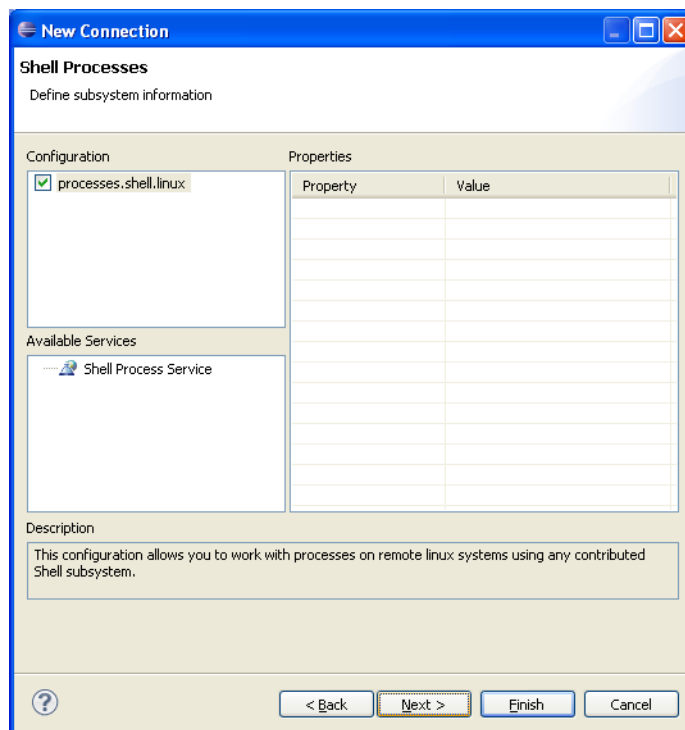 New Connection
Shell Processes
Define subsystem information
Configuration
Properties
processes.shell.linux
Property Value
Available Services
Shell Process Service
Description
This configuration allows you to work with processes on remote linux systems using any contributed
Shell subsystem.
?
< Back Next > Finish Cancel